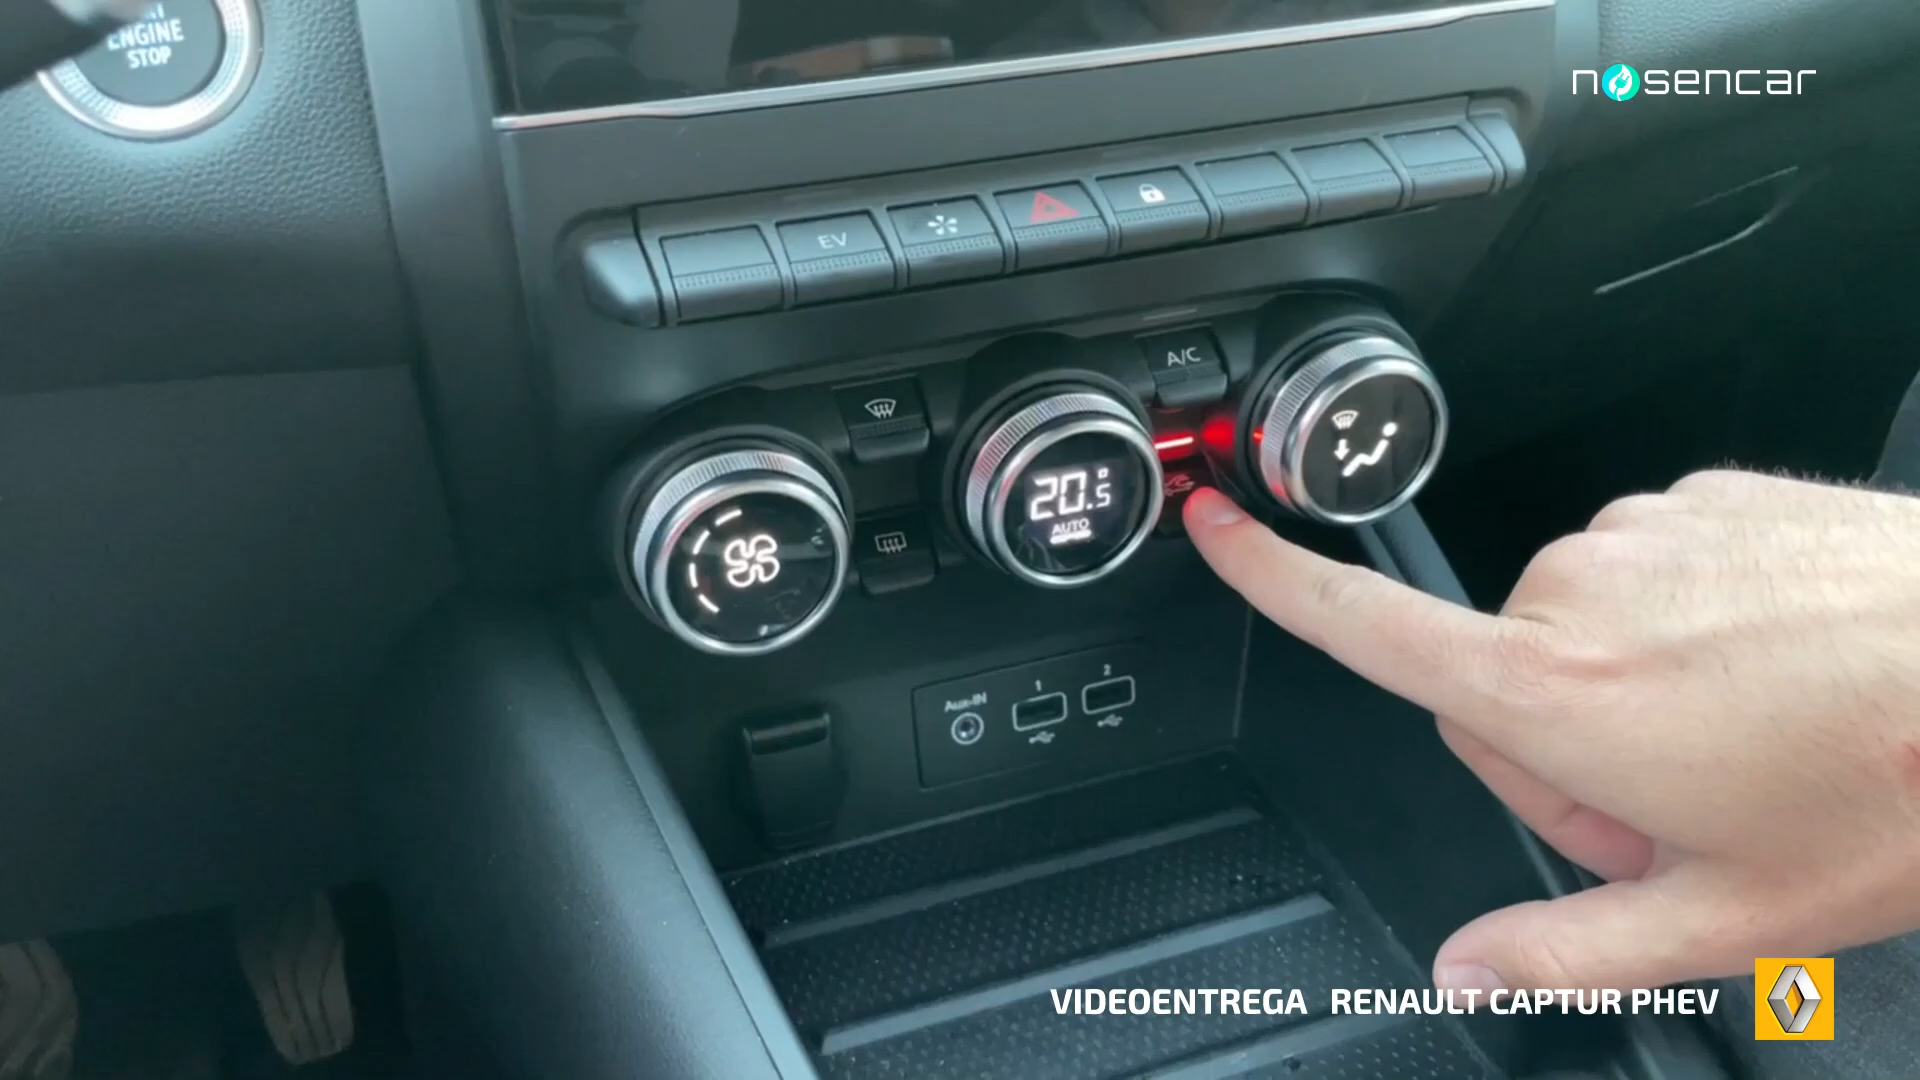 ENGINE
STOP
nosencar
EV
A/C
20.5°
AUTO
Aux-IN
1
2
VIDEOENTREGA RENAULT CAPTUR PHEV